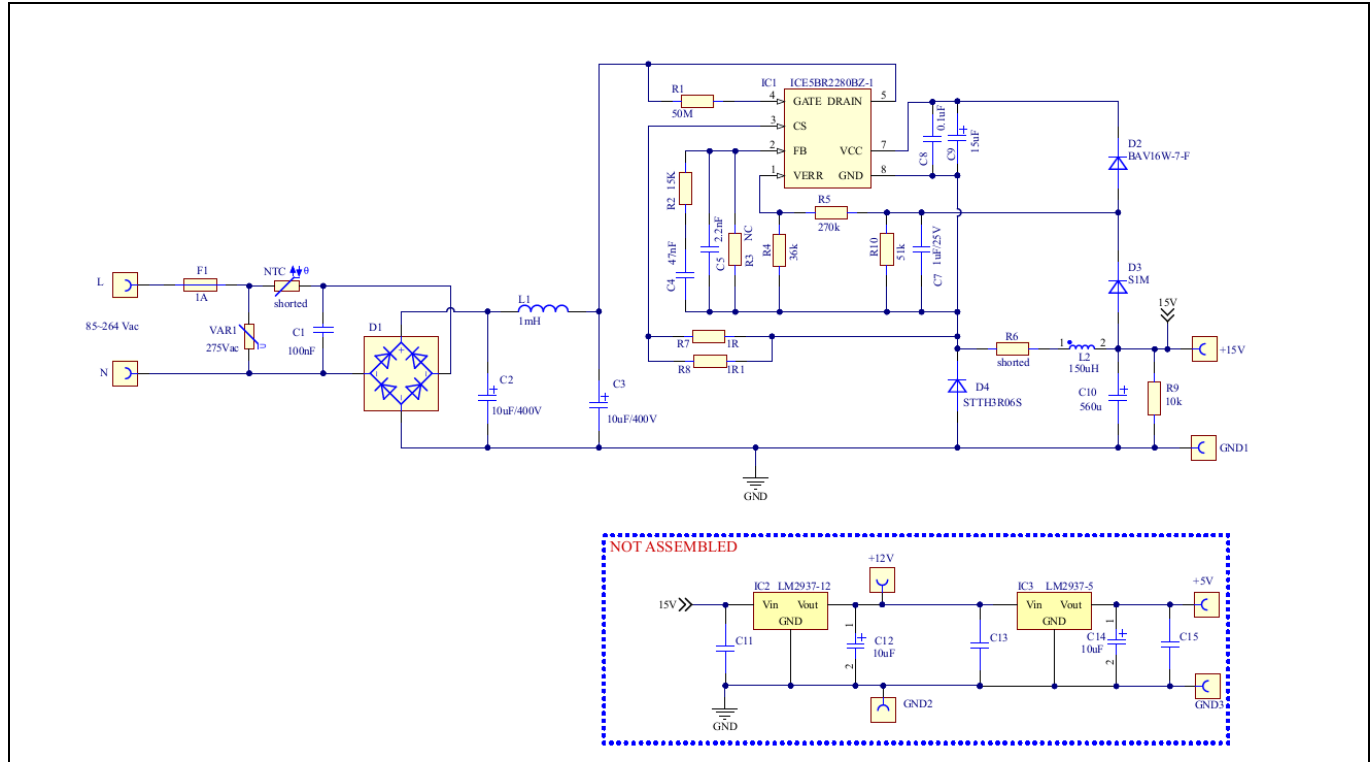 IC1 ICE5BR2280BZ-1
R1
50M
4 GATE DRAIN 5
3 CS
2 FB
VCC 7
1 VERR GND 8
C8 0.1uF
C9 15uF
D2
BAV16W-7-F
R2 15K
C4 47nF
C5 2.2nF
R3 NC
R4 36k
R5
270k
R10 51k
C7 1uF/25V
D3
S1M
L
F1
1A
NTC θ
shorted
VAR1
275Vac
C1
100nF
85~264 Vac
N
D1
L1
1mH
C2
10uF/400V
C3
10uF/400V
R7 1R
R8 1R1
R6
shorted
1 2
L2
150uH
15V
+15V
D4
STTH3R06S
C10
560u
R9
10k
GND1
GND
NOT ASSEMBLED
15V
IC2 LM2937-12
Vin Vout
GND
C11
1
C12
10uF
2
+12V
C13
IC3 LM2937-5
Vin Vout
GND
1
C14
10uF
2
C15
+5V
GND
GND2
GND3